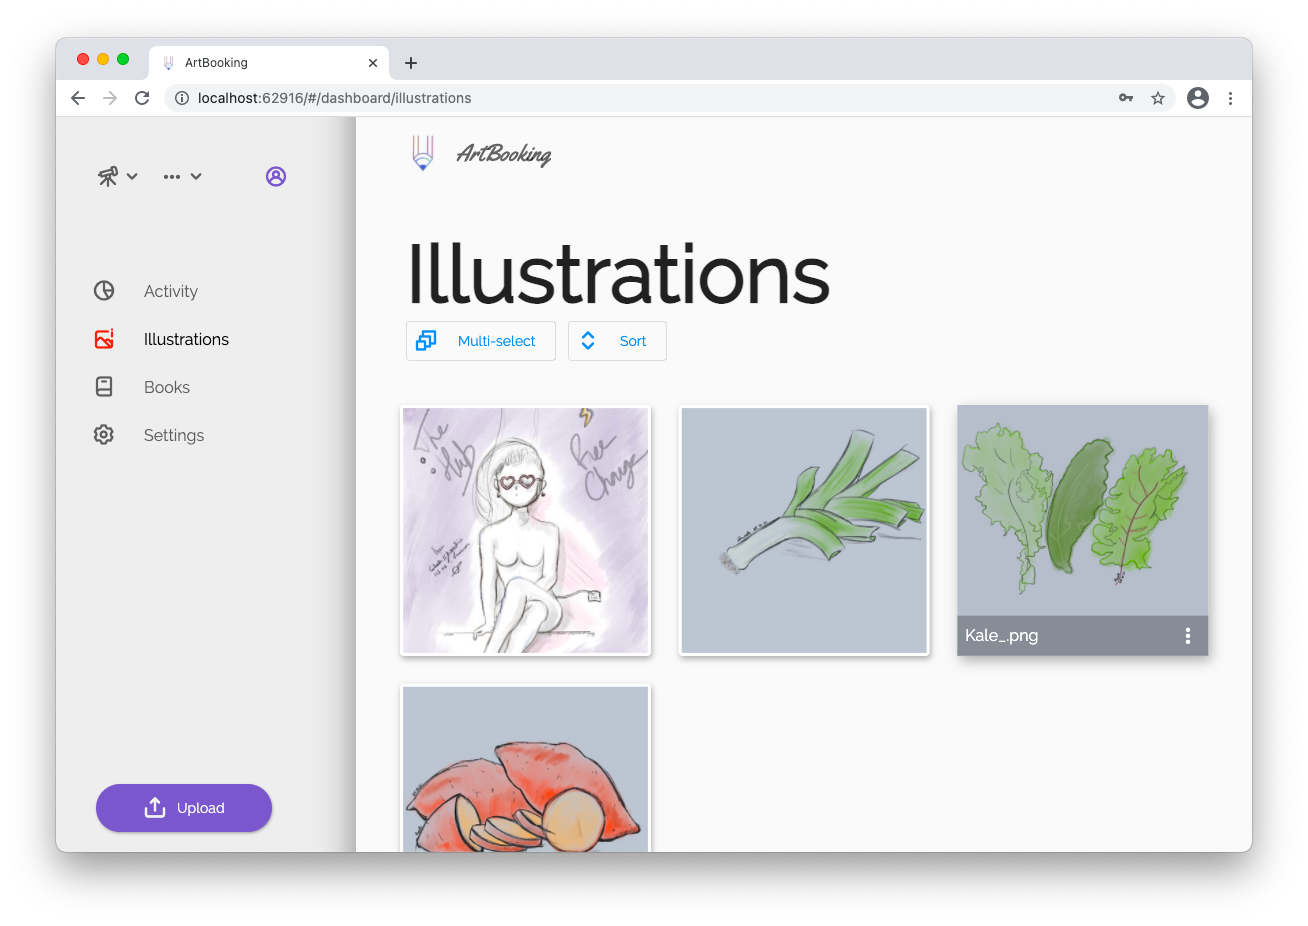 ArtBooking
localhost:62916/#/dashboard/illustrations
ArtBooking
Illustrations
Activity
Illustrations
Books
Settings
Multi-select
Sort
The
Hub
Free
Charge
Kale_.png
Upload